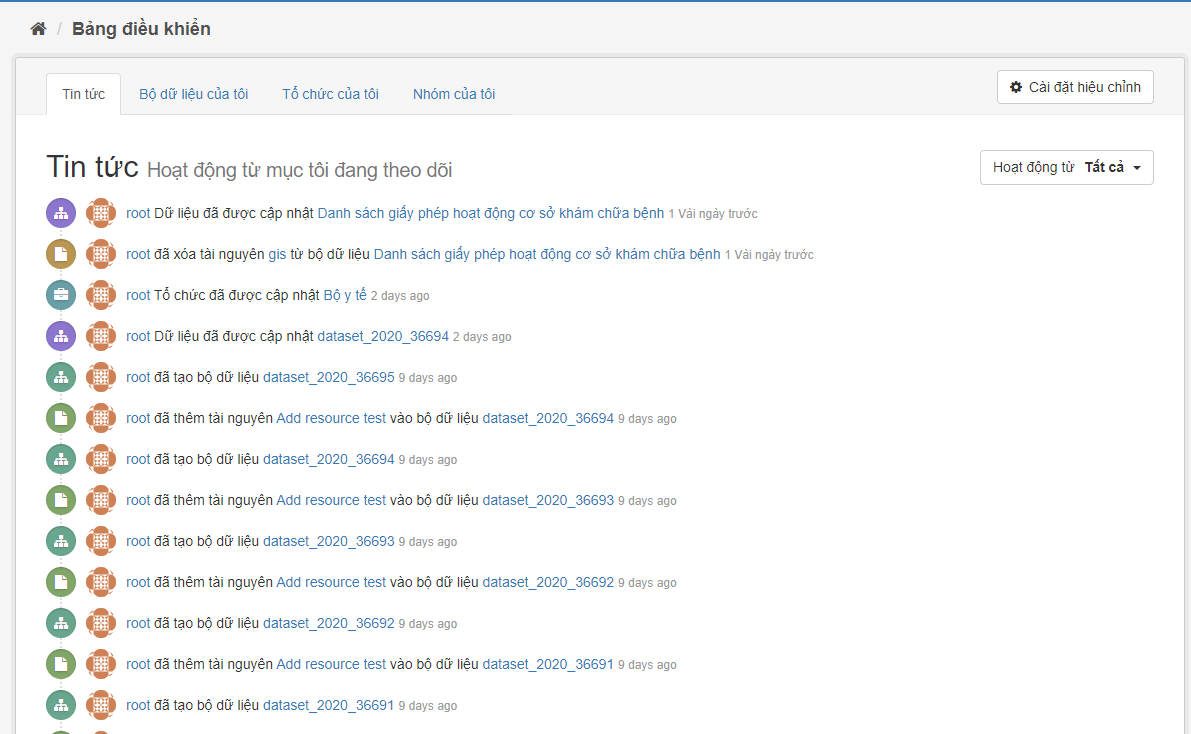 / Bảng điều khiển
Tin tức Bộ dữ liệu của tôi Tổ chức của tôi Nhóm của tôi Cài đặt hiệu chỉnh
Tin tức Hoạt động từ mục tôi đang theo dõi Hoạt động từ Tất cả
root Dữ liệu đã được cập nhật Danh sách giấy phép hoạt động cơ sở khám chữa bệnh 1 Vài ngày trước
root đã xóa tài nguyên gis từ bộ dữ liệu Danh sách giấy phép hoạt động cơ sở khám chữa bệnh 1 Vài ngày trước
root Tổ chức đã được cập nhật Bộ y tế 2 days ago
root Dữ liệu đã được cập nhật dataset_2020_36694 2 days ago
root đã tạo bộ dữ liệu dataset_2020_36695 9 days ago
root đã thêm tài nguyên Add resource test vào bộ dữ liệu dataset_2020_36694 9 days ago
root đã tạo bộ dữ liệu dataset_2020_36694 9 days ago
root đã thêm tài nguyên Add resource test vào bộ dữ liệu dataset_2020_36693 9 days ago
root đã tạo bộ dữ liệu dataset_2020_36693 9 days ago
root đã thêm tài nguyên Add resource test vào bộ dữ liệu dataset_2020_36692 9 days ago
root đã tạo bộ dữ liệu dataset_2020_36692 9 days ago
root đã thêm tài nguyên Add resource test vào bộ dữ liệu dataset_2020_36691 9 days ago
root đã tạo bộ dữ liệu dataset_2020_36691 9 days ago